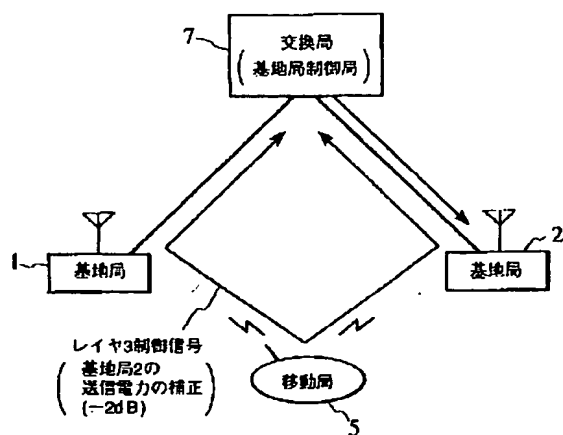 7
交換局
(基地局制御局)
1
基地局
2
基地局
レイヤ3制御信号
(基地局2の
送信電力の補正
(−2dB))
移動局
5